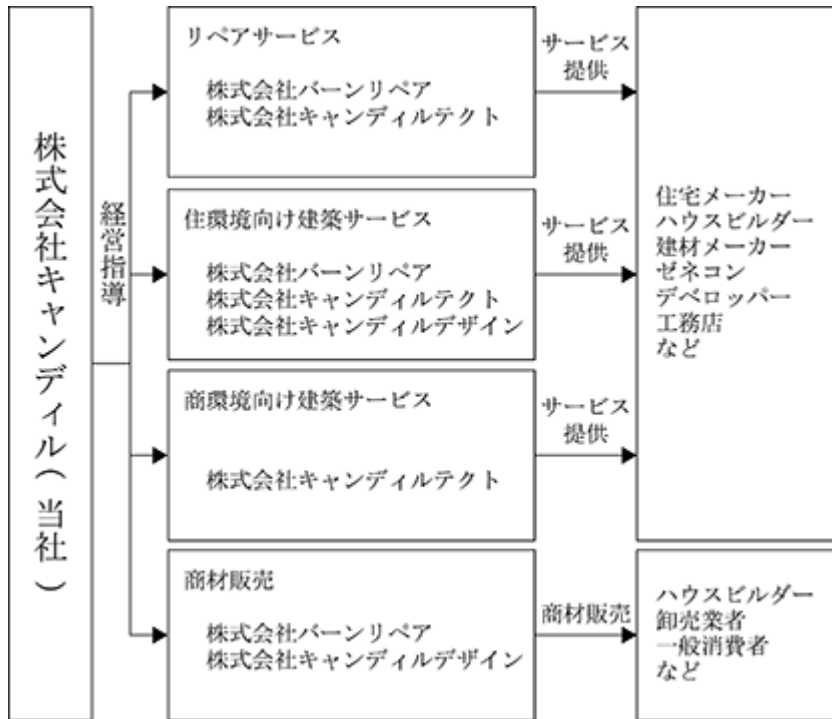 株式会社キャンディル(当社)
経営指導
リペアサービス
株式会社バーンリペア
株式会社キャンディルテクト
サービス
提供
住環境向け建築サービス
株式会社バーンリペア
株式会社キャンディルテクト
株式会社キャンディルデザイン
サービス
提供
商環境向け建築サービス
株式会社キャンディルテクト
サービス
提供
住宅メーカー
ハウスビルダー
建材メーカー
ゼネコン
デベロッパー
工務店
など
商材販売
株式会社バーンリペア
株式会社キャンディルデザイン
商材販売
ハウスビルダー
卸売業者
一般消費者
など